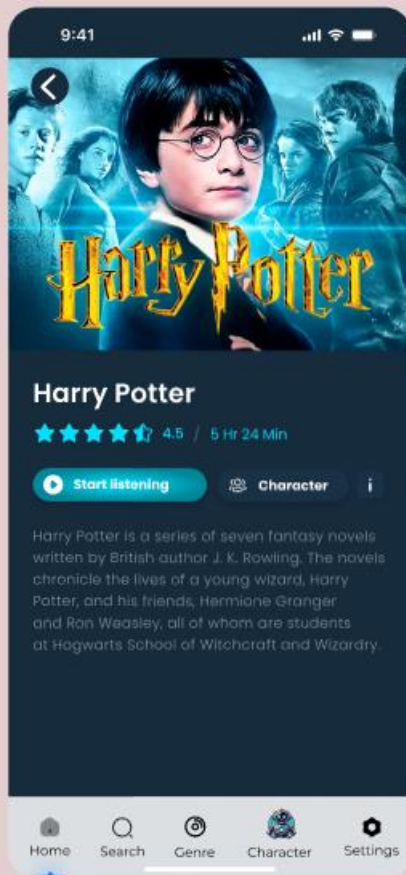 9:41
Harry Potter
Harry Potter
4.5 / 5 Hr 24 Min
Start listening
Character
i
Harry Potter is a series of seven fantasy novels
written by British author J. K. Rowling. The novels
chronicle the lives of a young wizard, Harry
Potter, and his friends, Hermione Granger
and Ron Weasley, all of whom are students
at Hogwarts School of Witchcraft and Wizardry.
Home
Search
Genre
Character
Settings